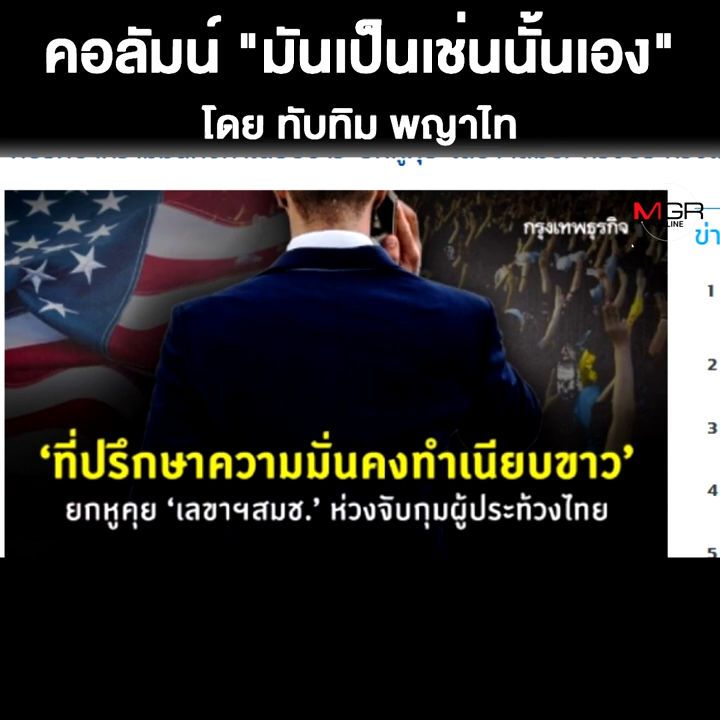 คอลัมน์ "มันเป็นเช่นนั้นเอง"
โดย ทับทิม พญาไท
MGR
LINE
กรุงเทพธุรกิจ
ข่า
1
2
3
4
5
‘ที่ปรึกษาความมั่นคงทำเนียบขาว’
ยกหูคุย ‘เลขาฯสมช.’ ห่วงจับกุมผู้ประท้วงไทย